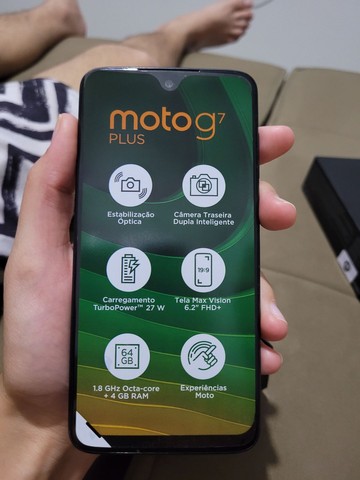 moto g7
PLUS
Estabilização
Óptica
Câmera Traseira
Dupla Inteligente
Carregamento
TurboPower™ 27 W
19:9
Tela Max Vision
6.2" FHD+
64
GB
1.8 GHz Octa-core
+ 4 GB RAM
Experiências
Moto